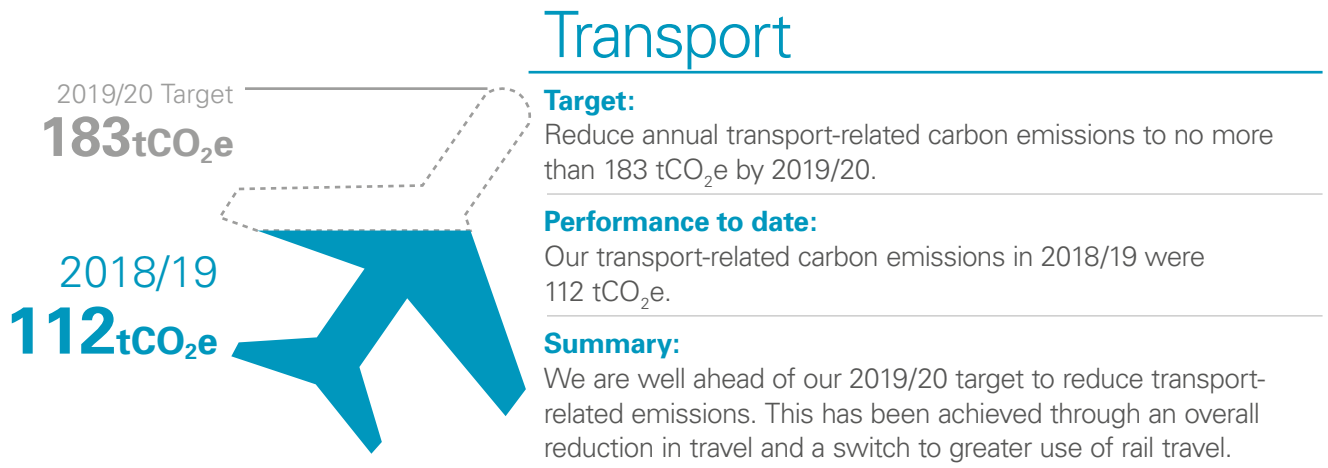 Transport
2019/20 Target
183tCO₂e
2018/19
112tCO₂e
Target:
Reduce annual transport-related carbon emissions to no more
than 183 tCO₂e by 2019/20.
Performance to date:
Our transport-related carbon emissions in 2018/19 were
112 tCO₂e.
Summary:
We are well ahead of our 2019/20 target to reduce transport-
related emissions. This has been achieved through an overall
reduction in travel and a switch to greater use of rail travel.